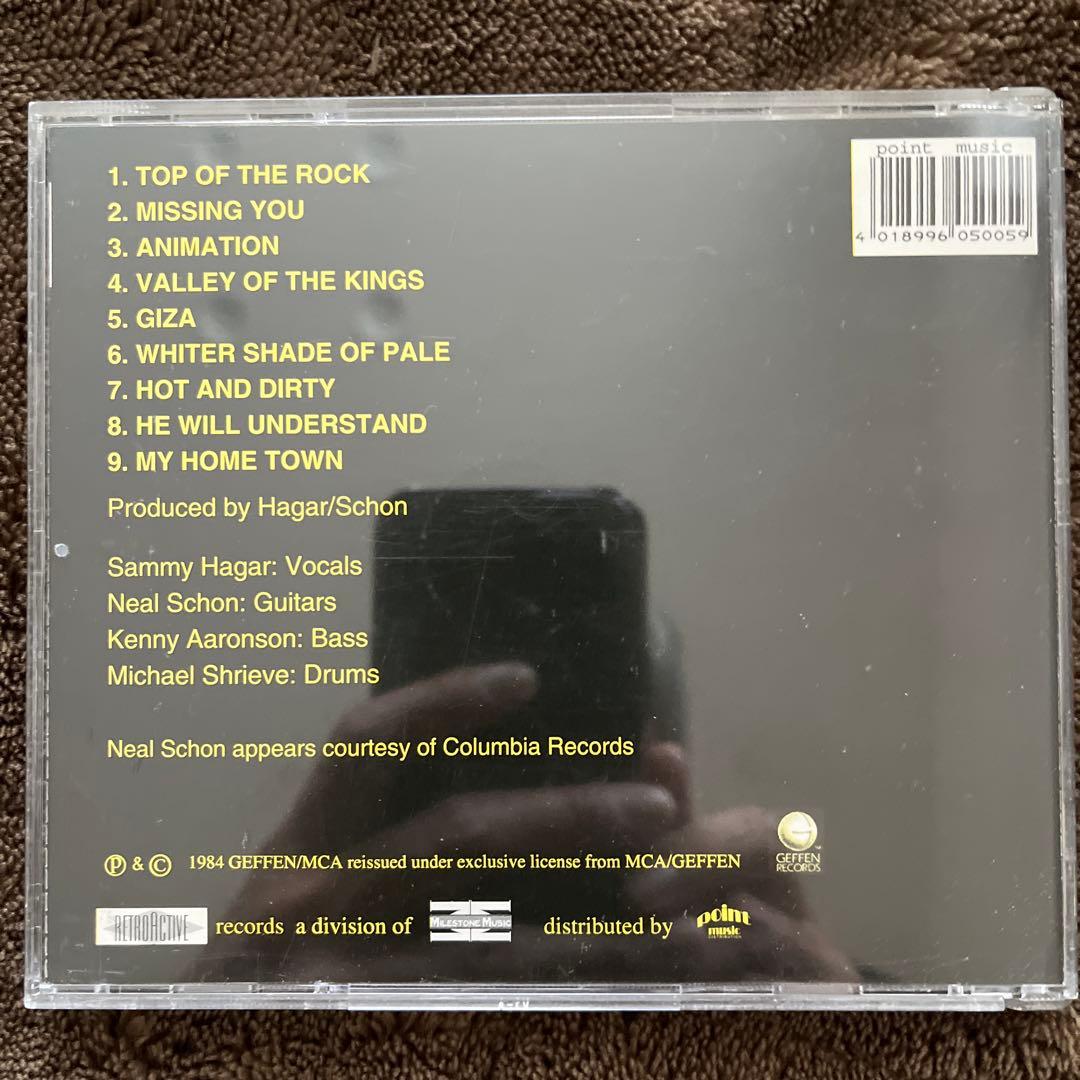 point music
4 018996 050059
1. TOP OF THE ROCK
2. MISSING YOU
3. ANIMATION
4. VALLEY OF THE KINGS
5. GIZA
6. WHITER SHADE OF PALE
7. HOT AND DIRTY
8. HE WILL UNDERSTAND
9. MY HOME TOWN
Produced by Hagar/Schon
Sammy Hagar: Vocals
Neal Schon: Guitars
Kenny Aaronson: Bass
Michael Shrieve: Drums
Neal Schon appears courtesy of Columbia Records
℗ & © 1984 GEFFEN/MCA reissued under exclusive license from MCA/GEFFEN
GEFFEN
RECORDS
RETROACTIVE records a division of MILESTONE MUSIC distributed by point
music
DISTRIBUTION